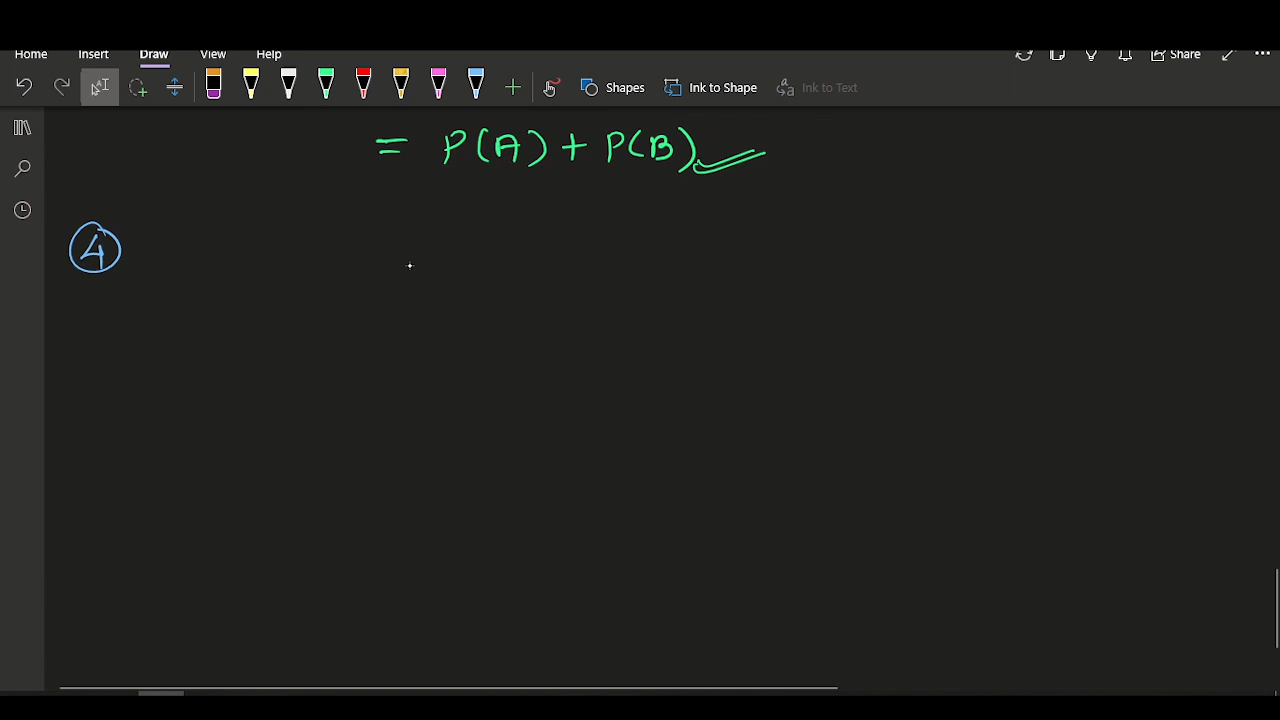 Home Insert Draw View Help Share
Shapes Ink to Shape Ink to Text
= P(A) + P(B)
4